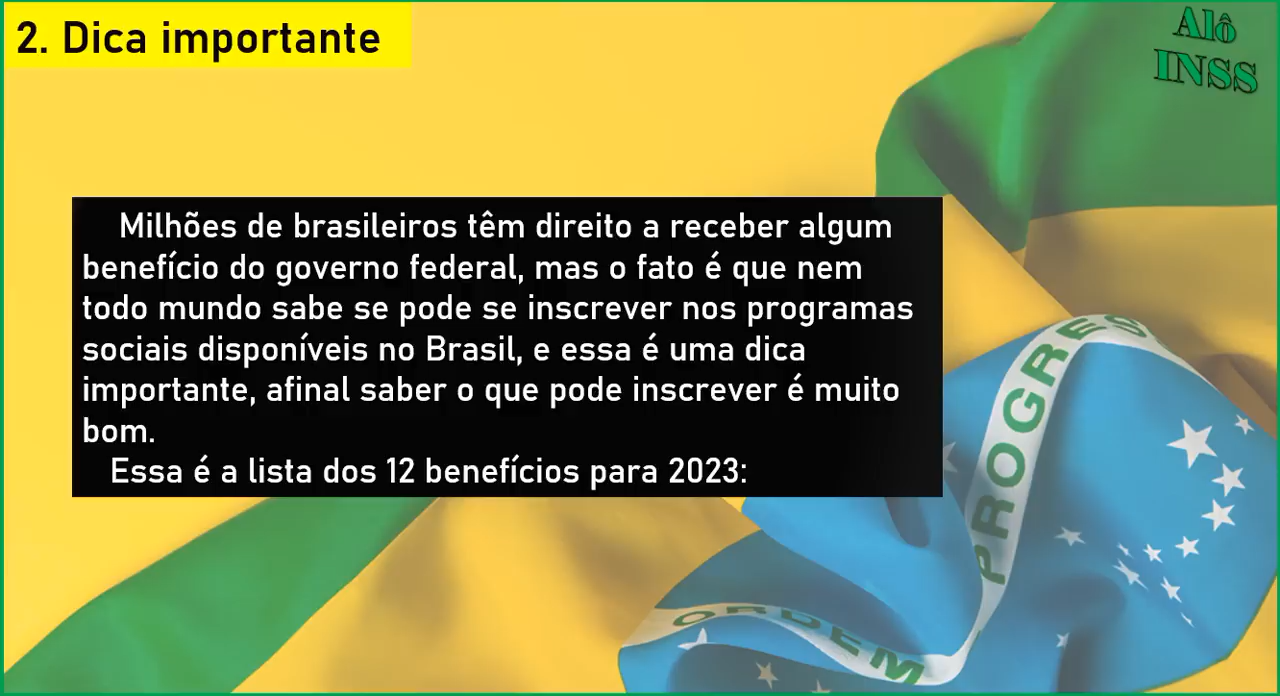 2. Dica importante
Alô
INSS
Milhões de brasileiros têm direito a receber algum
benefício do governo federal, mas o fato é que nem
todo mundo sabe se pode se inscrever nos programas
sociais disponíveis no Brasil, e essa é uma dica
importante, afinal saber o que pode inscrever é muito
bom.
Essa é a lista dos 12 benefícios para 2023:
ORDEM
PROGRE